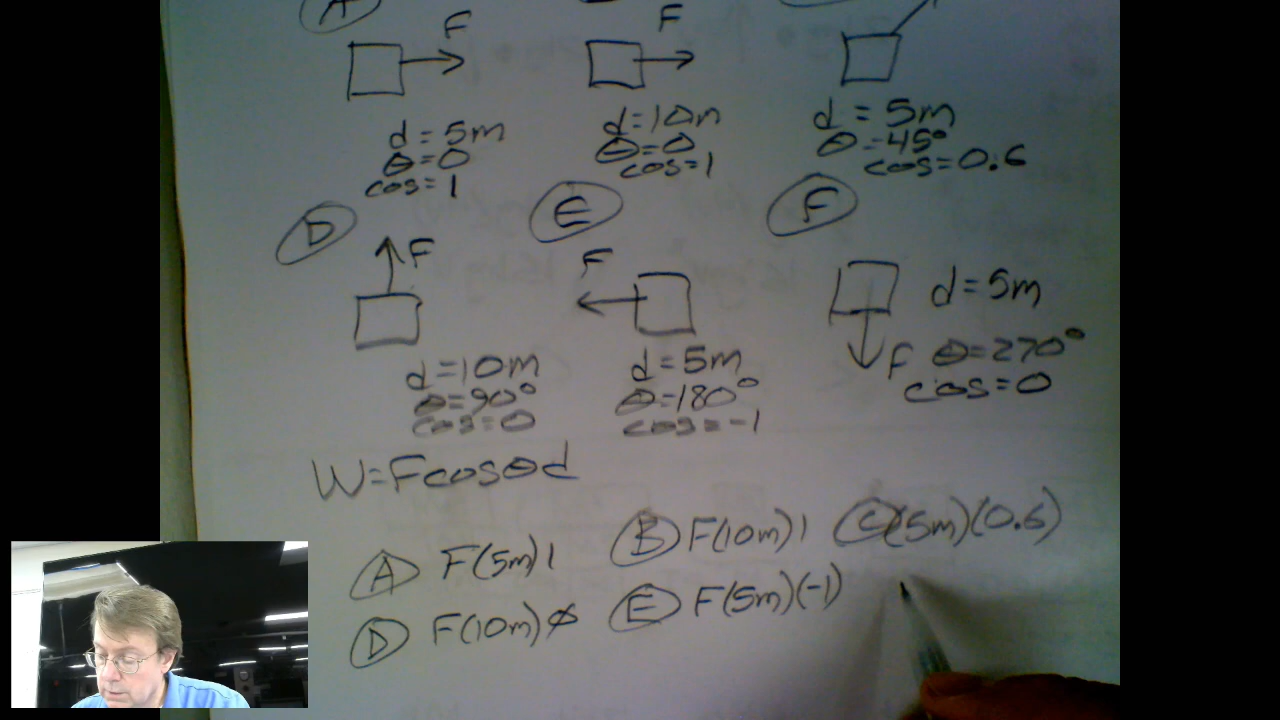 A
F
F
d=5m
θ=0
cos=1
d=10m
θ=0
cos=1
d=5m
θ=45°
cos=0.6
D
E
F
F
F
F
d=10m
θ=90°
cos=0
d=5m
θ=180°
cos=-1
d=5m
θ=270°
cos=0
W=Fcosθd
A F(5m)1
B F(10m)1
C (5m)(0.6)
D F(10m)0
E F(5m)(-1)